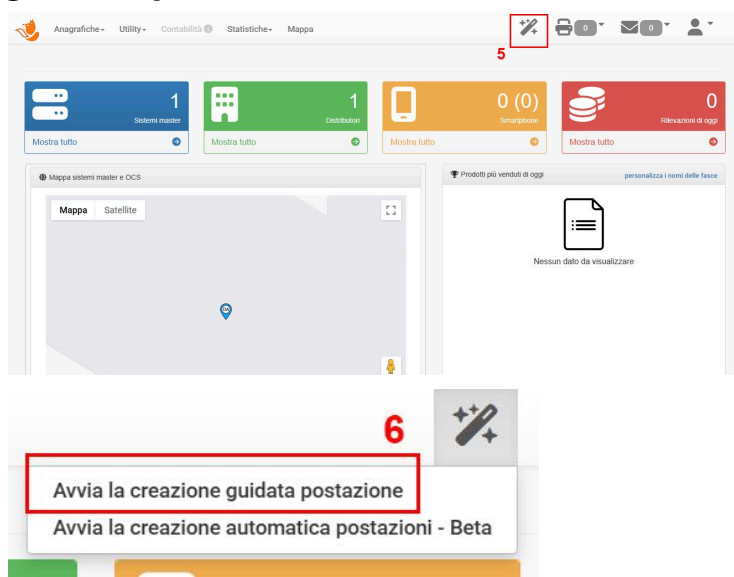 Anagrafiche Utility Contabilità Statistiche Mappa 0 0
5
1
Sistemi master
Mostra tutto
1
Distributori
Mostra tutto
0 (0)
Smartphone
Mostra tutto
0
Rilevazioni di oggi
Mostra tutto
Mappa sistemi master e OCS
Mappa Satellite
Prodotti più venduti di oggi personalizza i nomi delle fasce
Nessun dato da visualizzare
6
Avvia la creazione guidata postazione
Avvia la creazione automatica postazioni - Beta